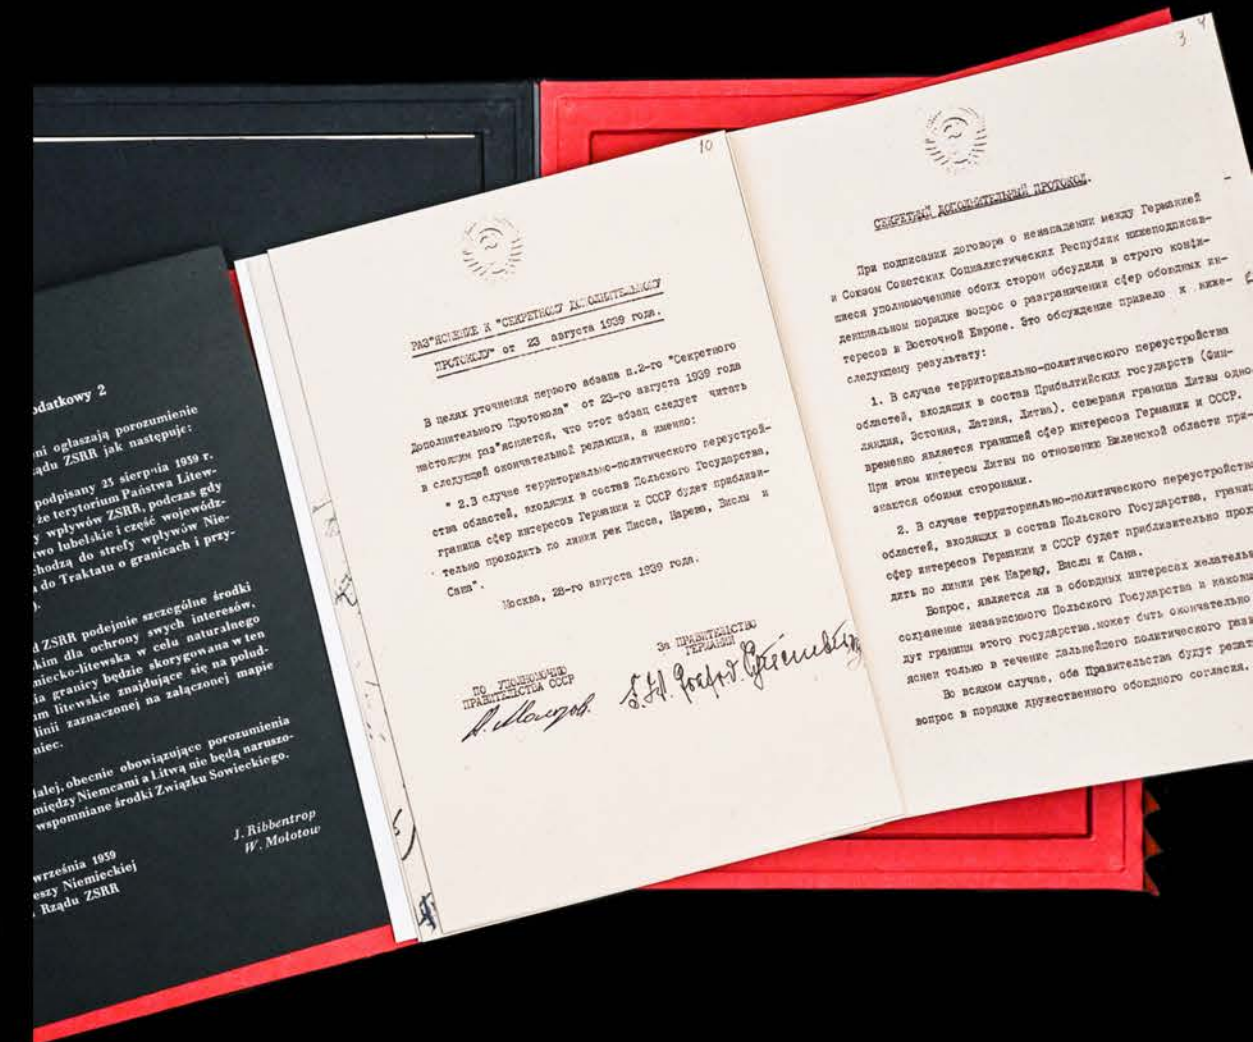 odatkowy 2
ni ogłaszają porozumienie
ądu ZSRR jak następuje:
podpisany 23 sierpnia 1939 r.
że terytorium Państwa Litew-
y wpływów ZSRR, podczas gdy
two lubelskie i część wojewódz-
chodzą do strefy wpływów Nie-
a do Traktatu o granicach i przy-
).
d ZSRR podejmie szczególne środki
kim dla ochrony swych interesów,
miecko-litewska w celu naturalnego
ia granicy będzie skorygowana w ten
um litewskie znajdujące się na połud-
linii zaznaczonej na załączonej mapie
niec.
alej, obecnie obowiązujące porozumienia
między Niemcami a Litwą nie będą naruszo-
wspomniane środki Związku Sowieckiego.
J. Ribbentrop
W. Mołotow
września 1939
eszy Niemieckiej
Rządu ZSRR
10
РАЗ"ЯСНЕНИЕ К "СЕКРЕТНОМУ ДОПОЛНИТЕЛЬНОМУ
ПРОТОКОЛУ" от 23 августа 1939 года.
В целях уточнения первого абзаца п.2-го "Секретного
Дополнительного Протокола" от 23-го августа 1939 года
настоящим раз"ясняется, что этот абзац следует читать
в следующей окончательной редакции, а именно:
" 2.В случае территориально-политического переустрой-
ства областей, входящих в состав Польского Государства,
граница сфер интересов Германии и СССР будет приблизи-
тельно проходить по линии рек Писса, Нарева, Вислы и
Сана".
Москва, 28-го августа 1939 года.
ПО УПОЛНОМОЧИЮ
ПРАВИТЕЛЬСТВА СССР
В. Молотов.
За ПРАВИТЕЛЬСТВО
ГЕРМАНИИ
3 4
СЕКРЕТНЫЙ ДОПОЛНИТЕЛЬНЫЙ ПРОТОКОЛ.
При подписании договора о ненападении между Германией
и Союзом Советских Социалистических Республик нижеподписав-
шиеся уполномоченные обоих сторон обсудили в строго конфи-
денциальном порядке вопрос о разграничении сфер обоюдных ин-
тересов в Восточной Европе. Это обсуждение привело к ниже-
следующему результату:
1. В случае территориально-политического переустройства
областей, входящих в состав Прибалтийских государств (Фин-
ляндия, Эстония, Латвия, Литва), северная граница Литвы одно
временно является границей сфер интересов Германии и СССР.
При этом интересы Литвы по отношению Виленской области при
знаются обоими сторонами.
2. В случае территориально-политического переустройств
областей, входящих в состав Польского Государства, границ
сфер интересов Германии и СССР будет приблизительно прох
дить по линии рек Нарева, Вислы и Сана.
Вопрос, является ли в обоюдных интересах желатель
сохранение независимого Польского Государства и каковы
дут границы этого государства, может быть окончательно
яснен только в течение дальнейшего политического разв
Во всяком случае, оба Правительства будут решат
вопрос в порядке дружественного обоюдного согласия.